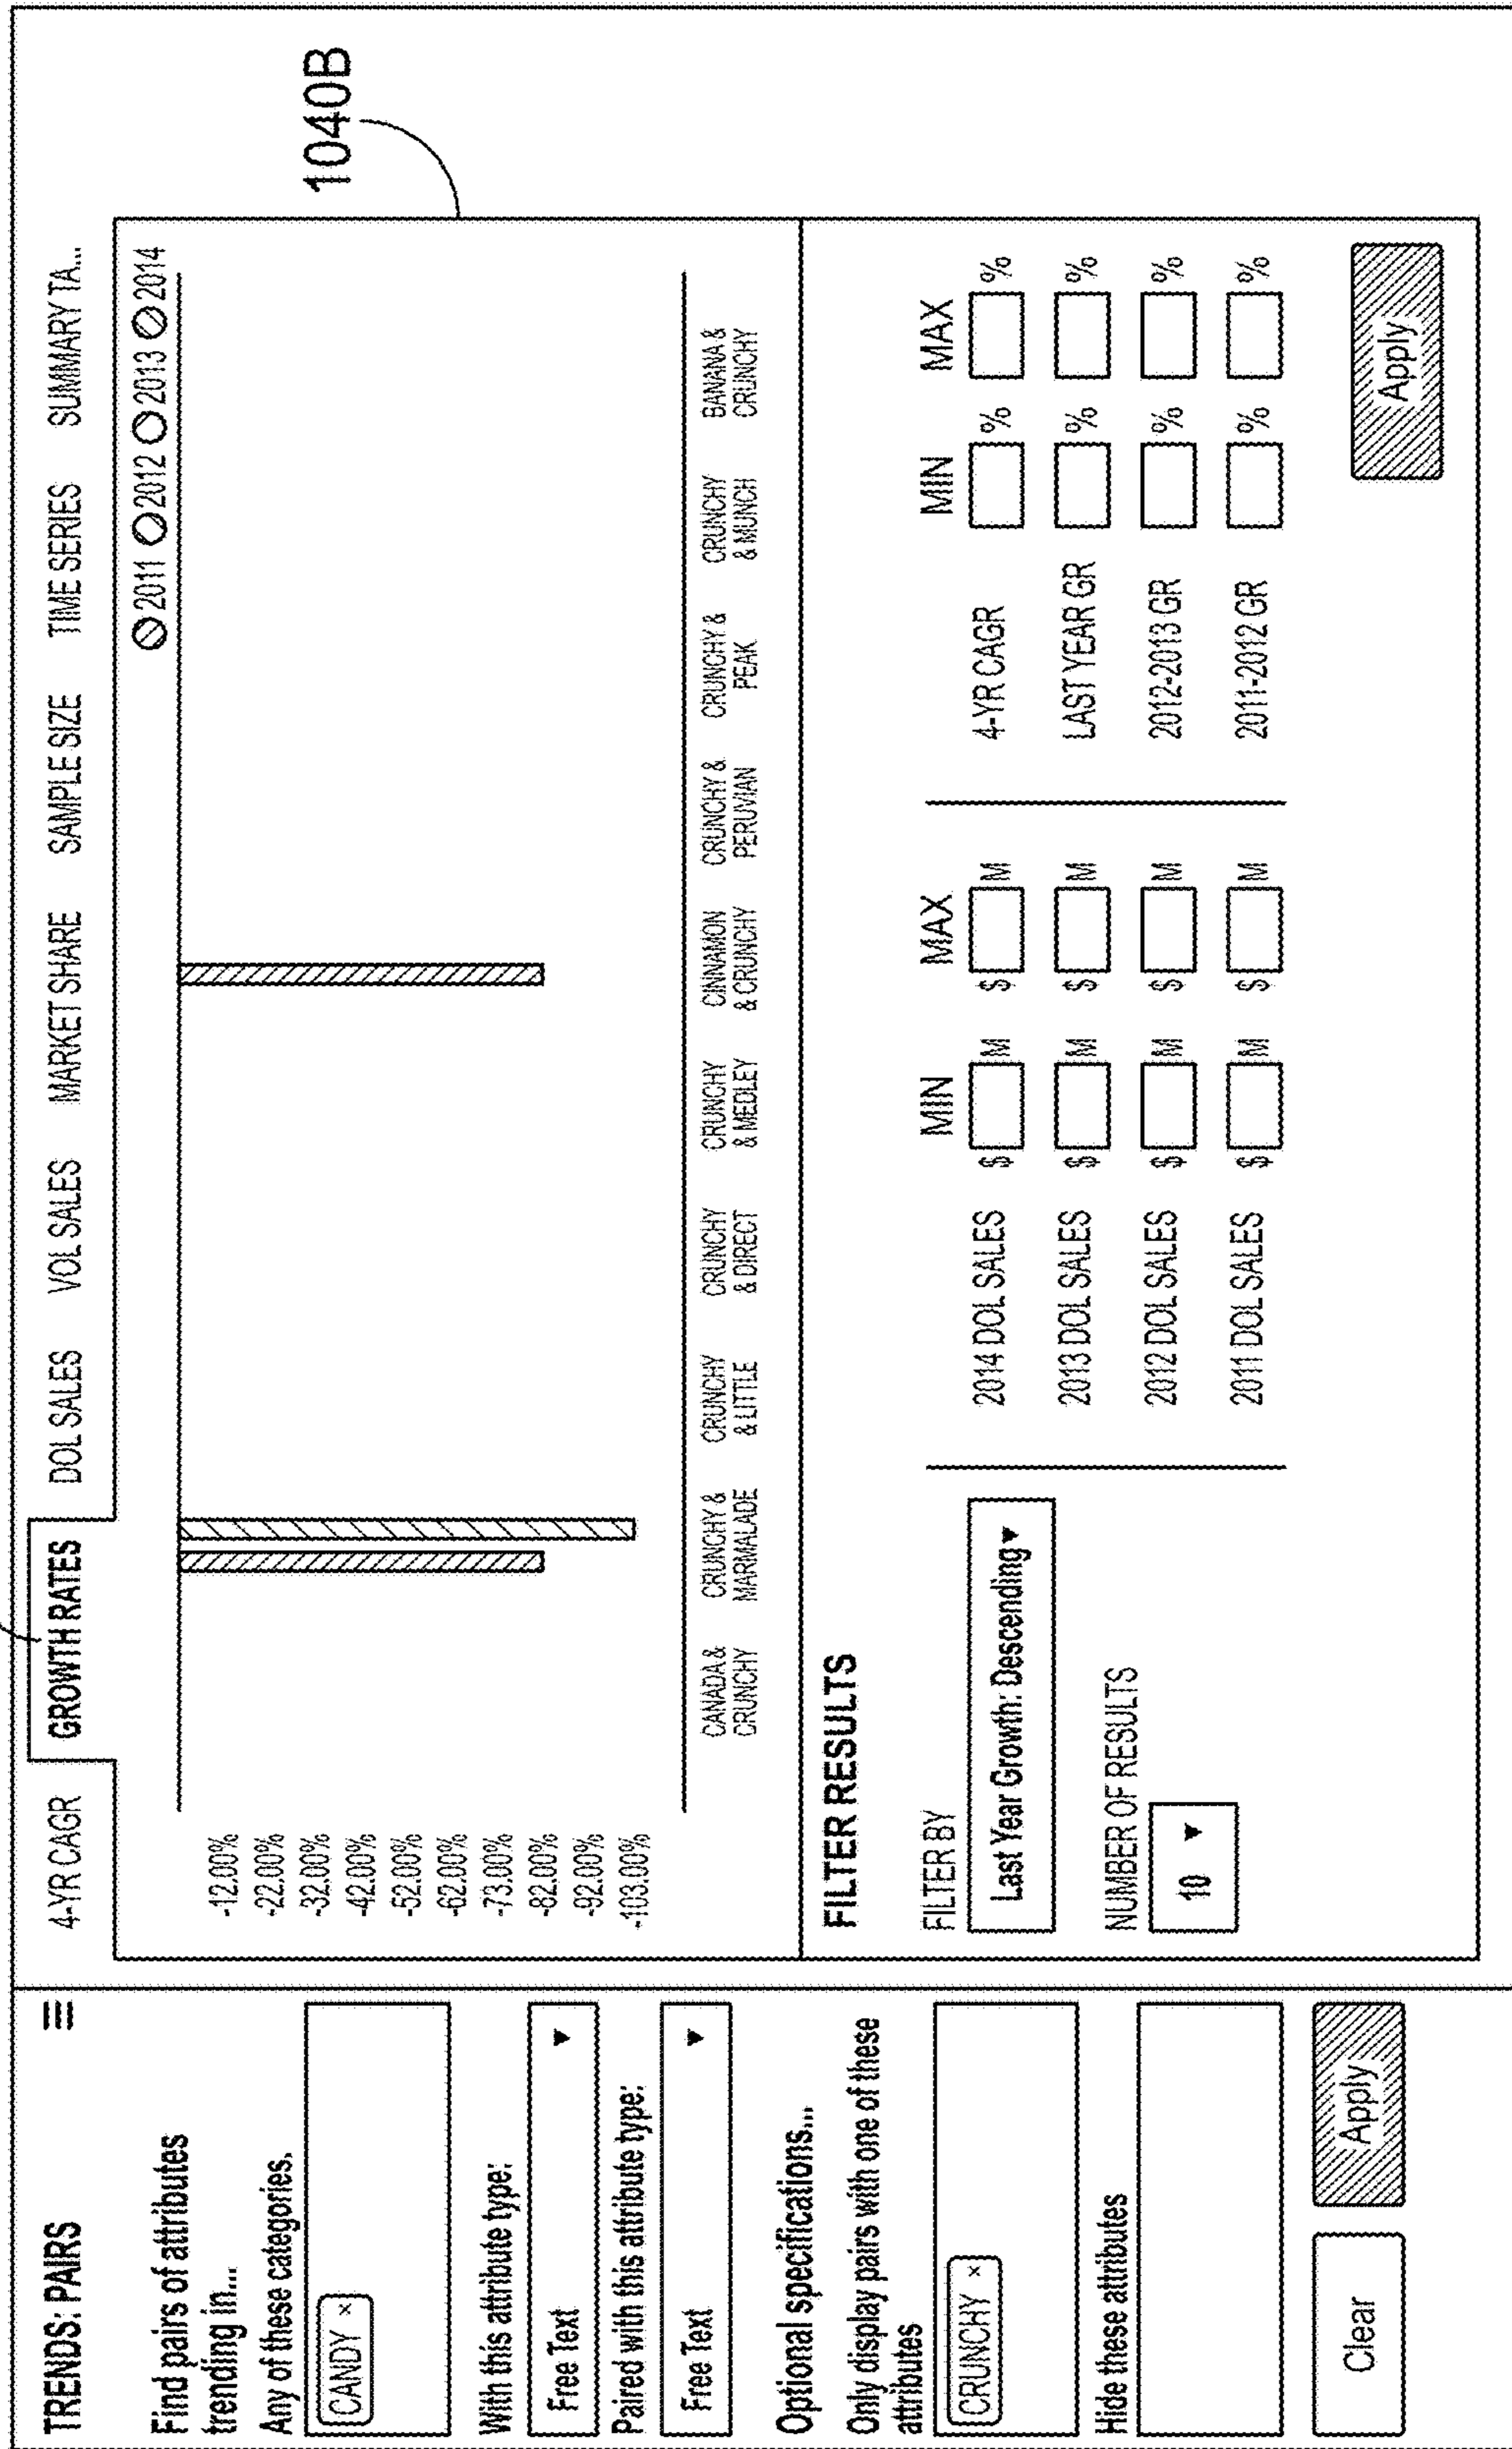 TRENDS: PAIRS
Find pairs of attributes
trending in...
Any of these categories.
CANDY ×
With this attribute type:
Free Text ▼
Paired with this attribute type:
Free Text ▼
Optional specifications...
Only display pairs with one of these
attributes
CRUNCHY ×
Hide these attributes
Clear Apply
4-YR CAGR GROWTH RATES DOL SALES VOL SALES MARKET SHARE SAMPLE SIZE TIME SERIES SUMMARY TA...
2011 2012 2013 2014
1040B
-12.00%
-22.00%
-32.00%
-42.00%
-52.00%
-62.00%
-73.00%
-82.00%
-92.00%
-103.00%
CANADA &
CRUNCHY
CRUNCHY &
MARMALADE
CRUNCHY
& LITTLE
CRUNCHY
& DIRECT
CRUNCHY
& MEDLEY
CINNAMON
& CRUNCHY
CRUNCHY &
PERUVIAN
CRUNCHY &
PEAK
CRUNCHY
& MUNCH
BANANA &
CRUNCHY
FILTER RESULTS
FILTER BY
Last Year Growth: Descending ▼
NUMBER OF RESULTS
10 ▼
MIN MAX
2014 DOL SALES $ M $ M
2013 DOL SALES $ M $ M
2012 DOL SALES $ M $ M
2011 DOL SALES $ M $ M
MIN MAX
4-YR CAGR % %
LAST YEAR GR % %
2012-2013 GR % %
2011-2012 GR % %
Apply